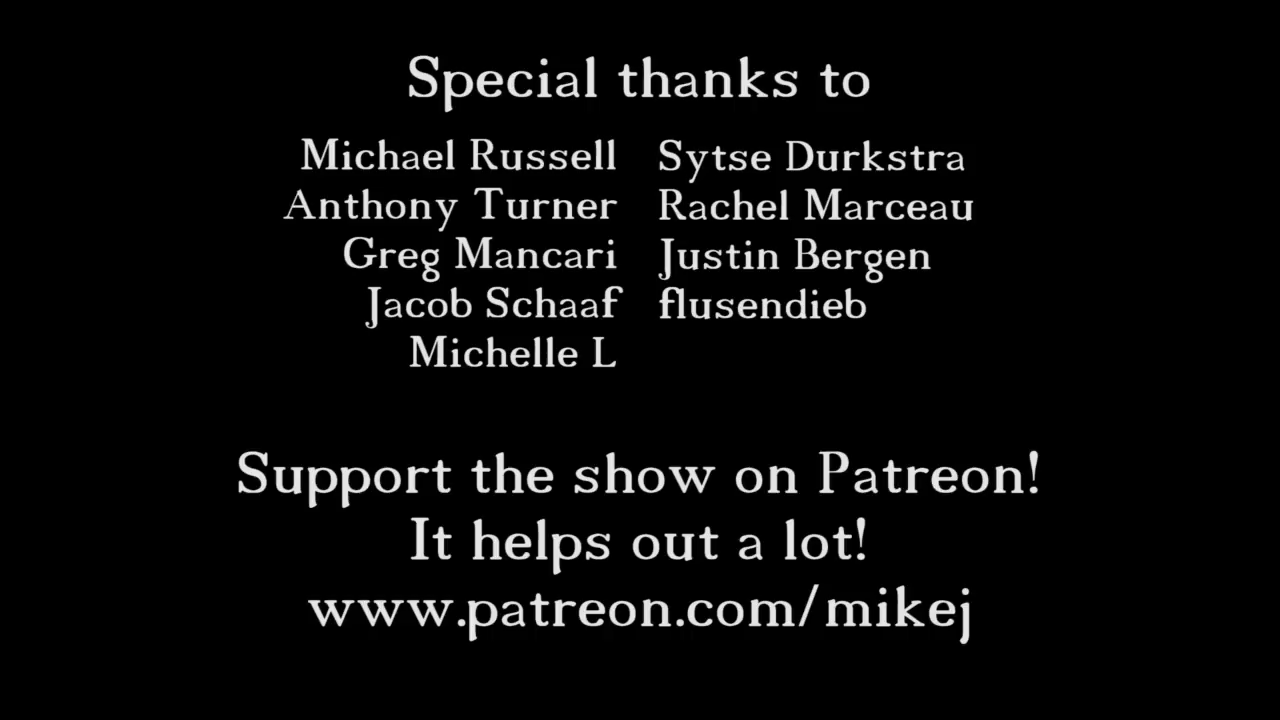 Special thanks to
Michael Russell
Anthony Turner
Greg Mancari
Jacob Schaaf
Michelle L
Sytse Durkstra
Rachel Marceau
Justin Bergen
flusendieb
Support the show on Patreon!
It helps out a lot!
www.patreon.com/mikej